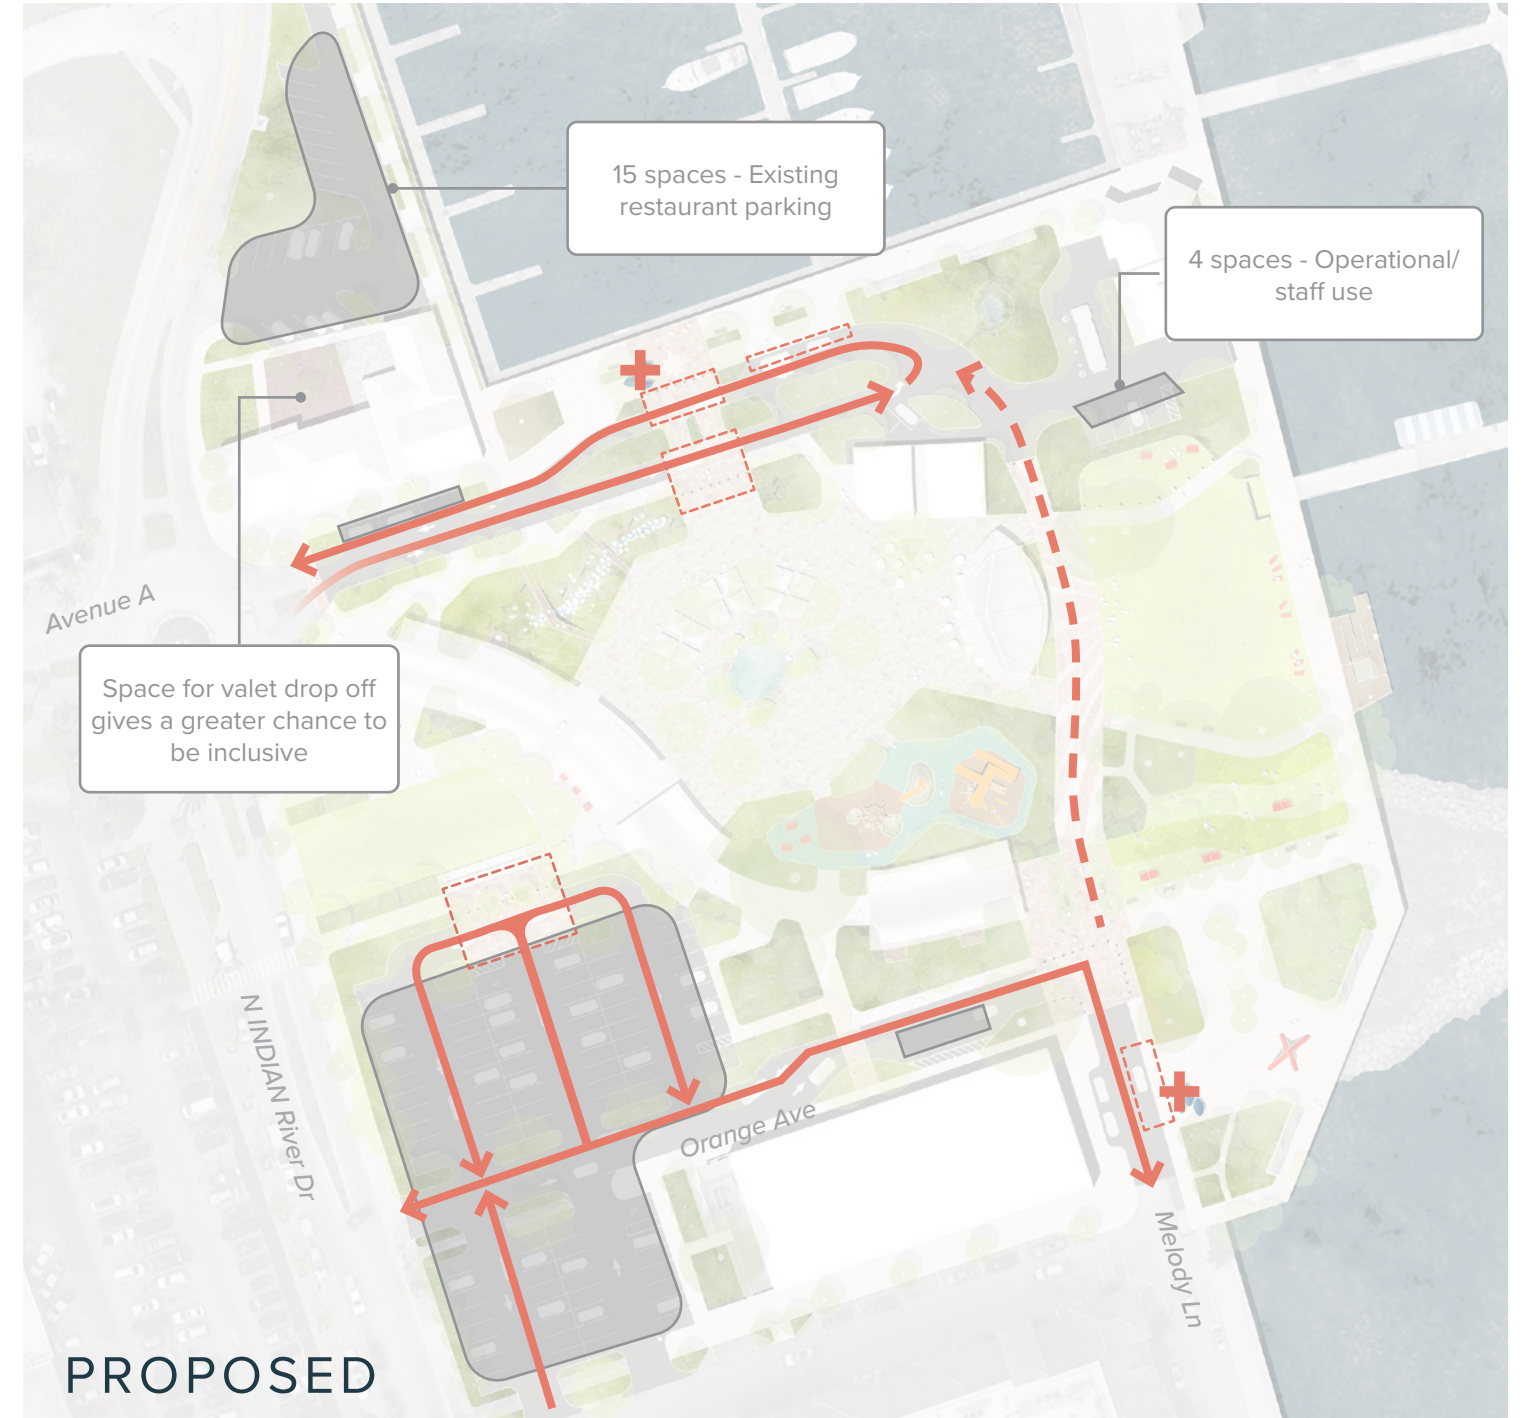 15 spaces - Existing
restaurant parking
4 spaces - Operational/
staff use
Avenue A
Space for valet drop off
gives a greater chance to
be inclusive
N INDIAN River Dr
Orange Ave
Melody Ln
PROPOSED